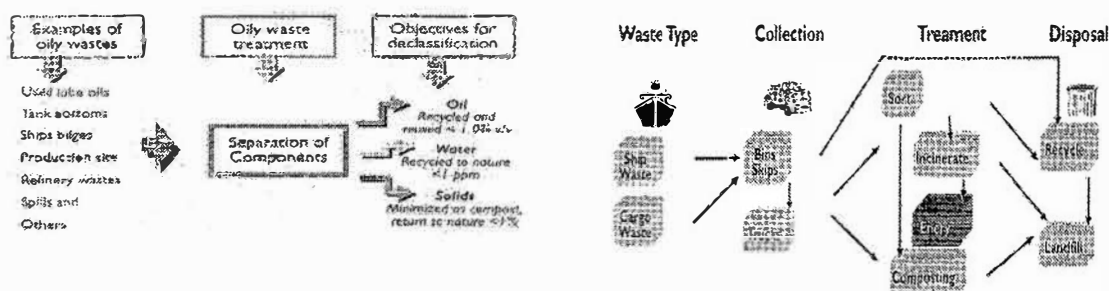 Examples of
oily wastes
Oily waste
treatment
Objectives for
declassification
Used lube oils
Tank bottoms
Ships bilges
Production site
Refinery wastes
Spills and
Others
Separation of
Components
Oil
Recycled and
reused
Water
Recycled to nature
<1 ppm
Solids
Minimized as compost,
return to nature <1%
Waste Type
Collection
Treament
Disposal
Ship
Waste
Cargo
Waste
Bins
Skips
Sort
Incinerate
Composting
Recycle
Landfill